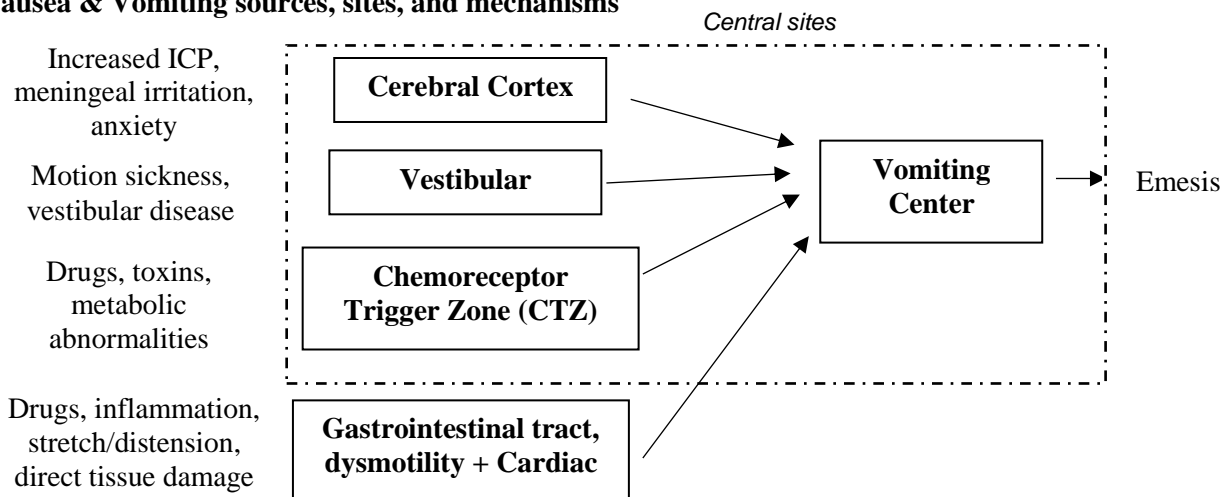 ausea & Vomiting sources, sites, and mechanisms
Central sites
Increased ICP,
meningeal irritation,
anxiety
Cerebral Cortex
Motion sickness,
vestibular disease
Vestibular
Vomiting
Center
Emesis
Drugs, toxins,
metabolic
abnormalities
Chemoreceptor
Trigger Zone (CTZ)
Drugs, inflammation,
stretch/distension,
direct tissue damage
Gastrointestinal tract,
dysmotility + Cardiac